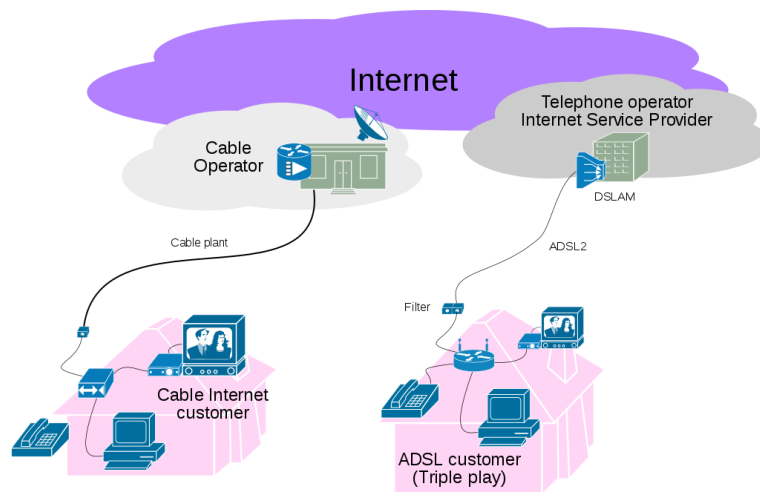 Internet
Telephone operator
Internet Service Provider
Cable
Operator
DSLAM
Cable plant
ADSL2
Filter
Cable Internet
customer
ADSL customer
(Triple play)